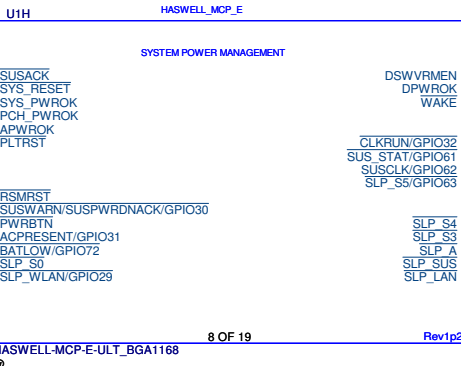 U1H
HASWELL_MCP_E
SYSTEM POWER MANAGEMENT
SUSACK
SYS_RESET
SYS_PWROK
PCH_PWROK
APWROK
PLTRST
RSMRST
SUSWARN/SUSPWRDNACK/GPIO30
PWRBTN
ACPRESENT/GPIO31
BATLOW/GPIO72
SLP_S0
SLP_WLAN/GPIO29
DSWVRMEN
DPWROK
WAKE
CLKRUN/GPIO32
SUS_STAT/GPIO61
SUSCLK/GPIO62
SLP_S5/GPIO63
SLP_S4
SLP_S3
SLP_A
SLP_SUS
SLP_LAN
8 OF 19
Rev1p2
HASWELL-MCP-E-ULT_BGA1168